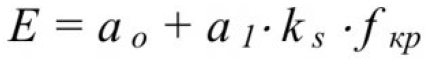 E = a o + a 1 · k s · f кр